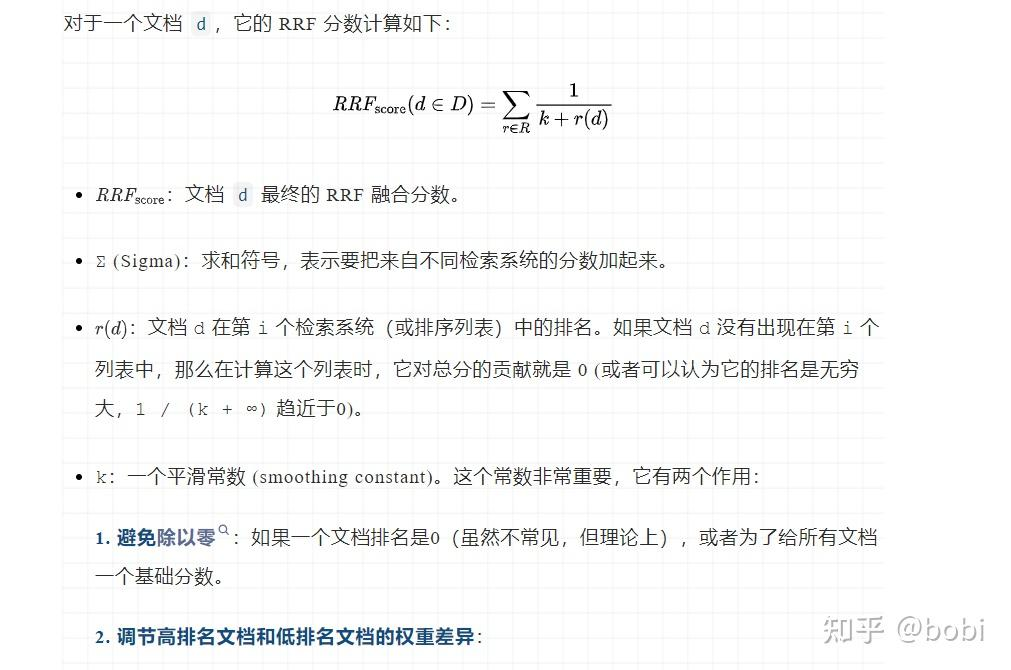 对于一个文档 d ，它的 RRF 分数计算如下：
RRF_score(d ∈ D) = ∑_{r∈R} 1 / (k + r(d))
• RRF_score：文档 d 最终的 RRF 融合分数。
• Σ (Sigma)：求和符号，表示要把来自不同检索系统的分数加起来。
• r(d)：文档 d 在第 i 个检索系统（或排序列表）中的排名。如果文档 d 没有出现在第 i 个
列表中，那么在计算这个列表时，它对总分的贡献就是 0 (或者可以认为它的排名是无穷
大，1 / (k + ∞) 趋近于0)。
• k：一个平滑常数 (smoothing constant)。这个常数非常重要，它有两个作用：
1. 避免除以零：如果一个文档排名是0（虽然不常见，但理论上），或者为了给所有文档
一个基础分数。
2. 调节高排名文档和低排名文档的权重差异：
知乎 @bobi